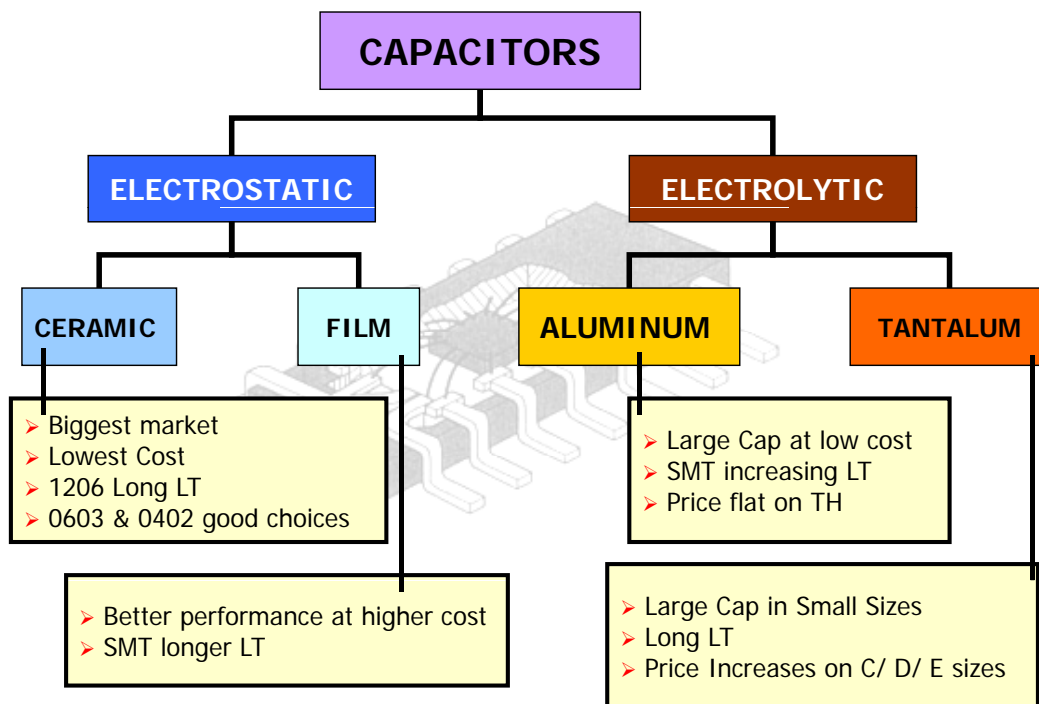 CAPACITORS
ELECTROSTATIC
ELECTROLYTIC
CERAMIC
FILM
ALUMINUM
TANTALUM
Biggest market
Lowest Cost
1206 Long LT
0603 & 0402 good choices
Large Cap at low cost
SMT increasing LT
Price flat on TH
Better performance at higher cost
SMT longer LT
Large Cap in Small Sizes
Long LT
Price Increases on C/ D/ E sizes